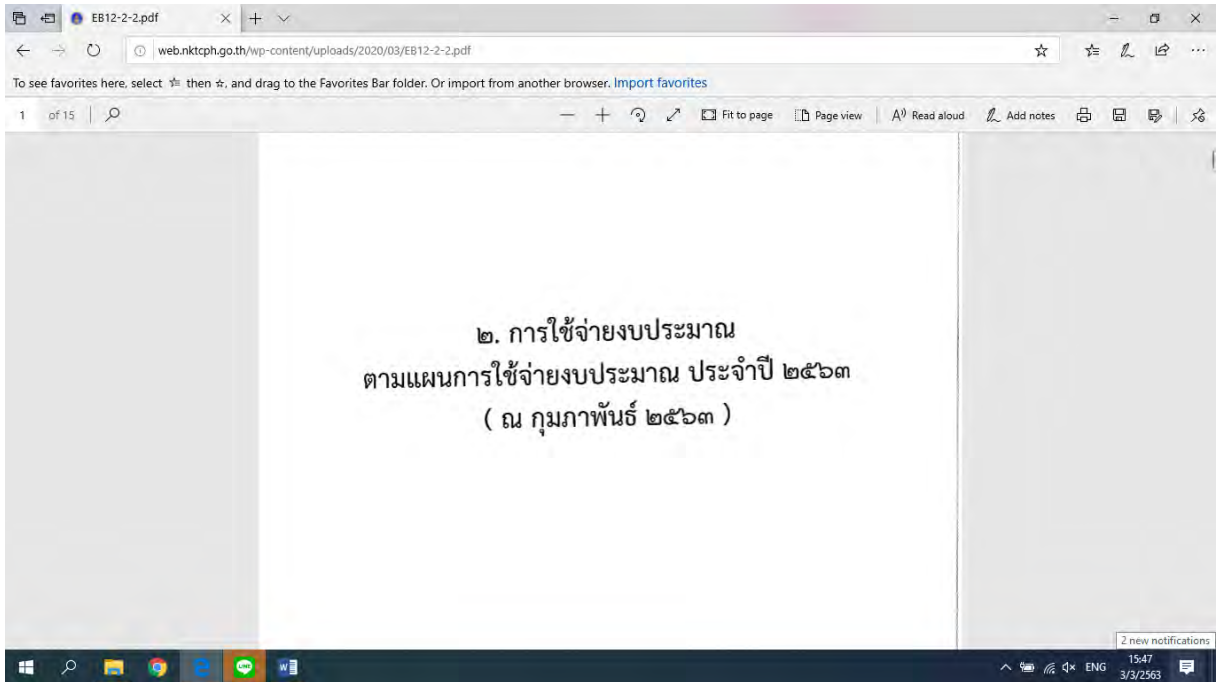 EB12-2-2.pdf
web.nktcph.go.th/wp-content/uploads/2020/03/EB12-2-2.pdf
To see favorites here, select then, and drag to the Favorites Bar folder. Or import from another browser. Import favorites
1 of 15 Fit to page Page view A Read aloud Add notes
๒. การใช้จ่ายงบประมาณ
ตามแผนการใช้จ่ายงบประมาณ ประจำปี ๒๕๖๓
( ณ กุมภาพันธ์ ๒๕๖๓ )
2 new notifications
LINE W ENG 15:47
3/3/2563